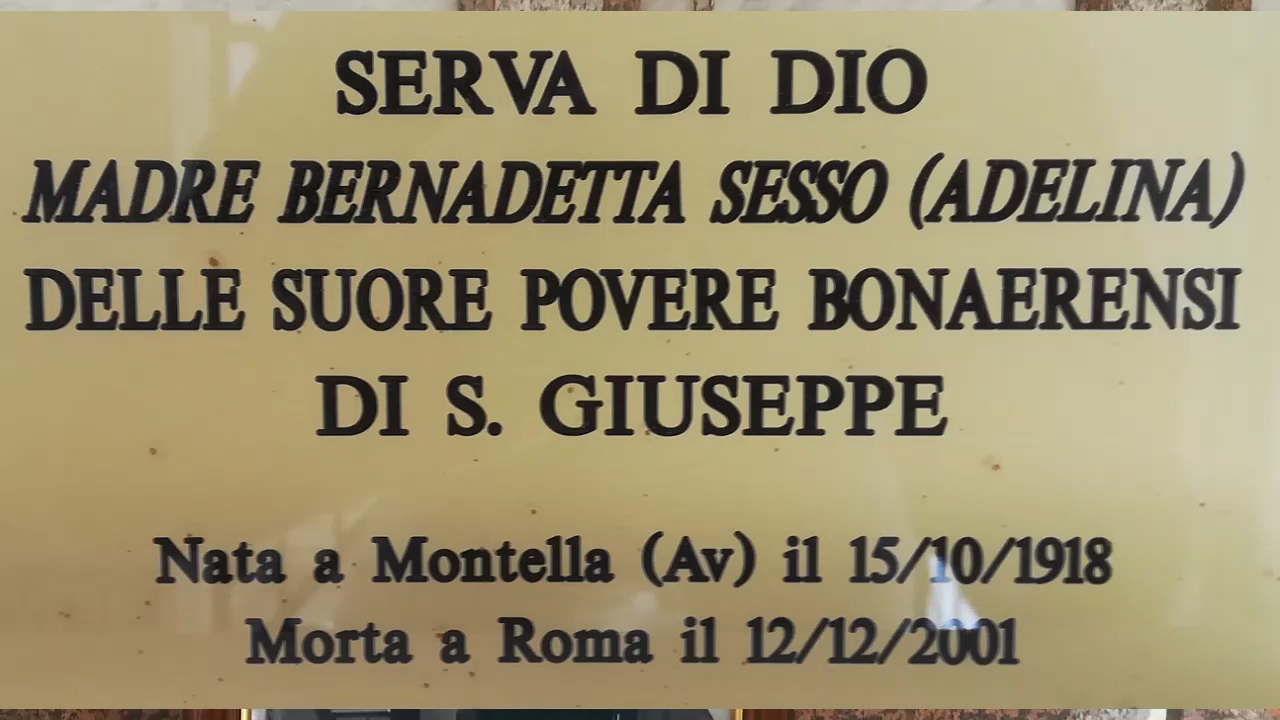 SERVA DI DIO
MADRE BERNADETTA SESSO (ADELINA)
DELLE SUORE POVERE BONAERENSI
DI S. GIUSEPPE
Nata a Montella (Av) il 15/10/1918
Morta a Roma il 12/12/2001